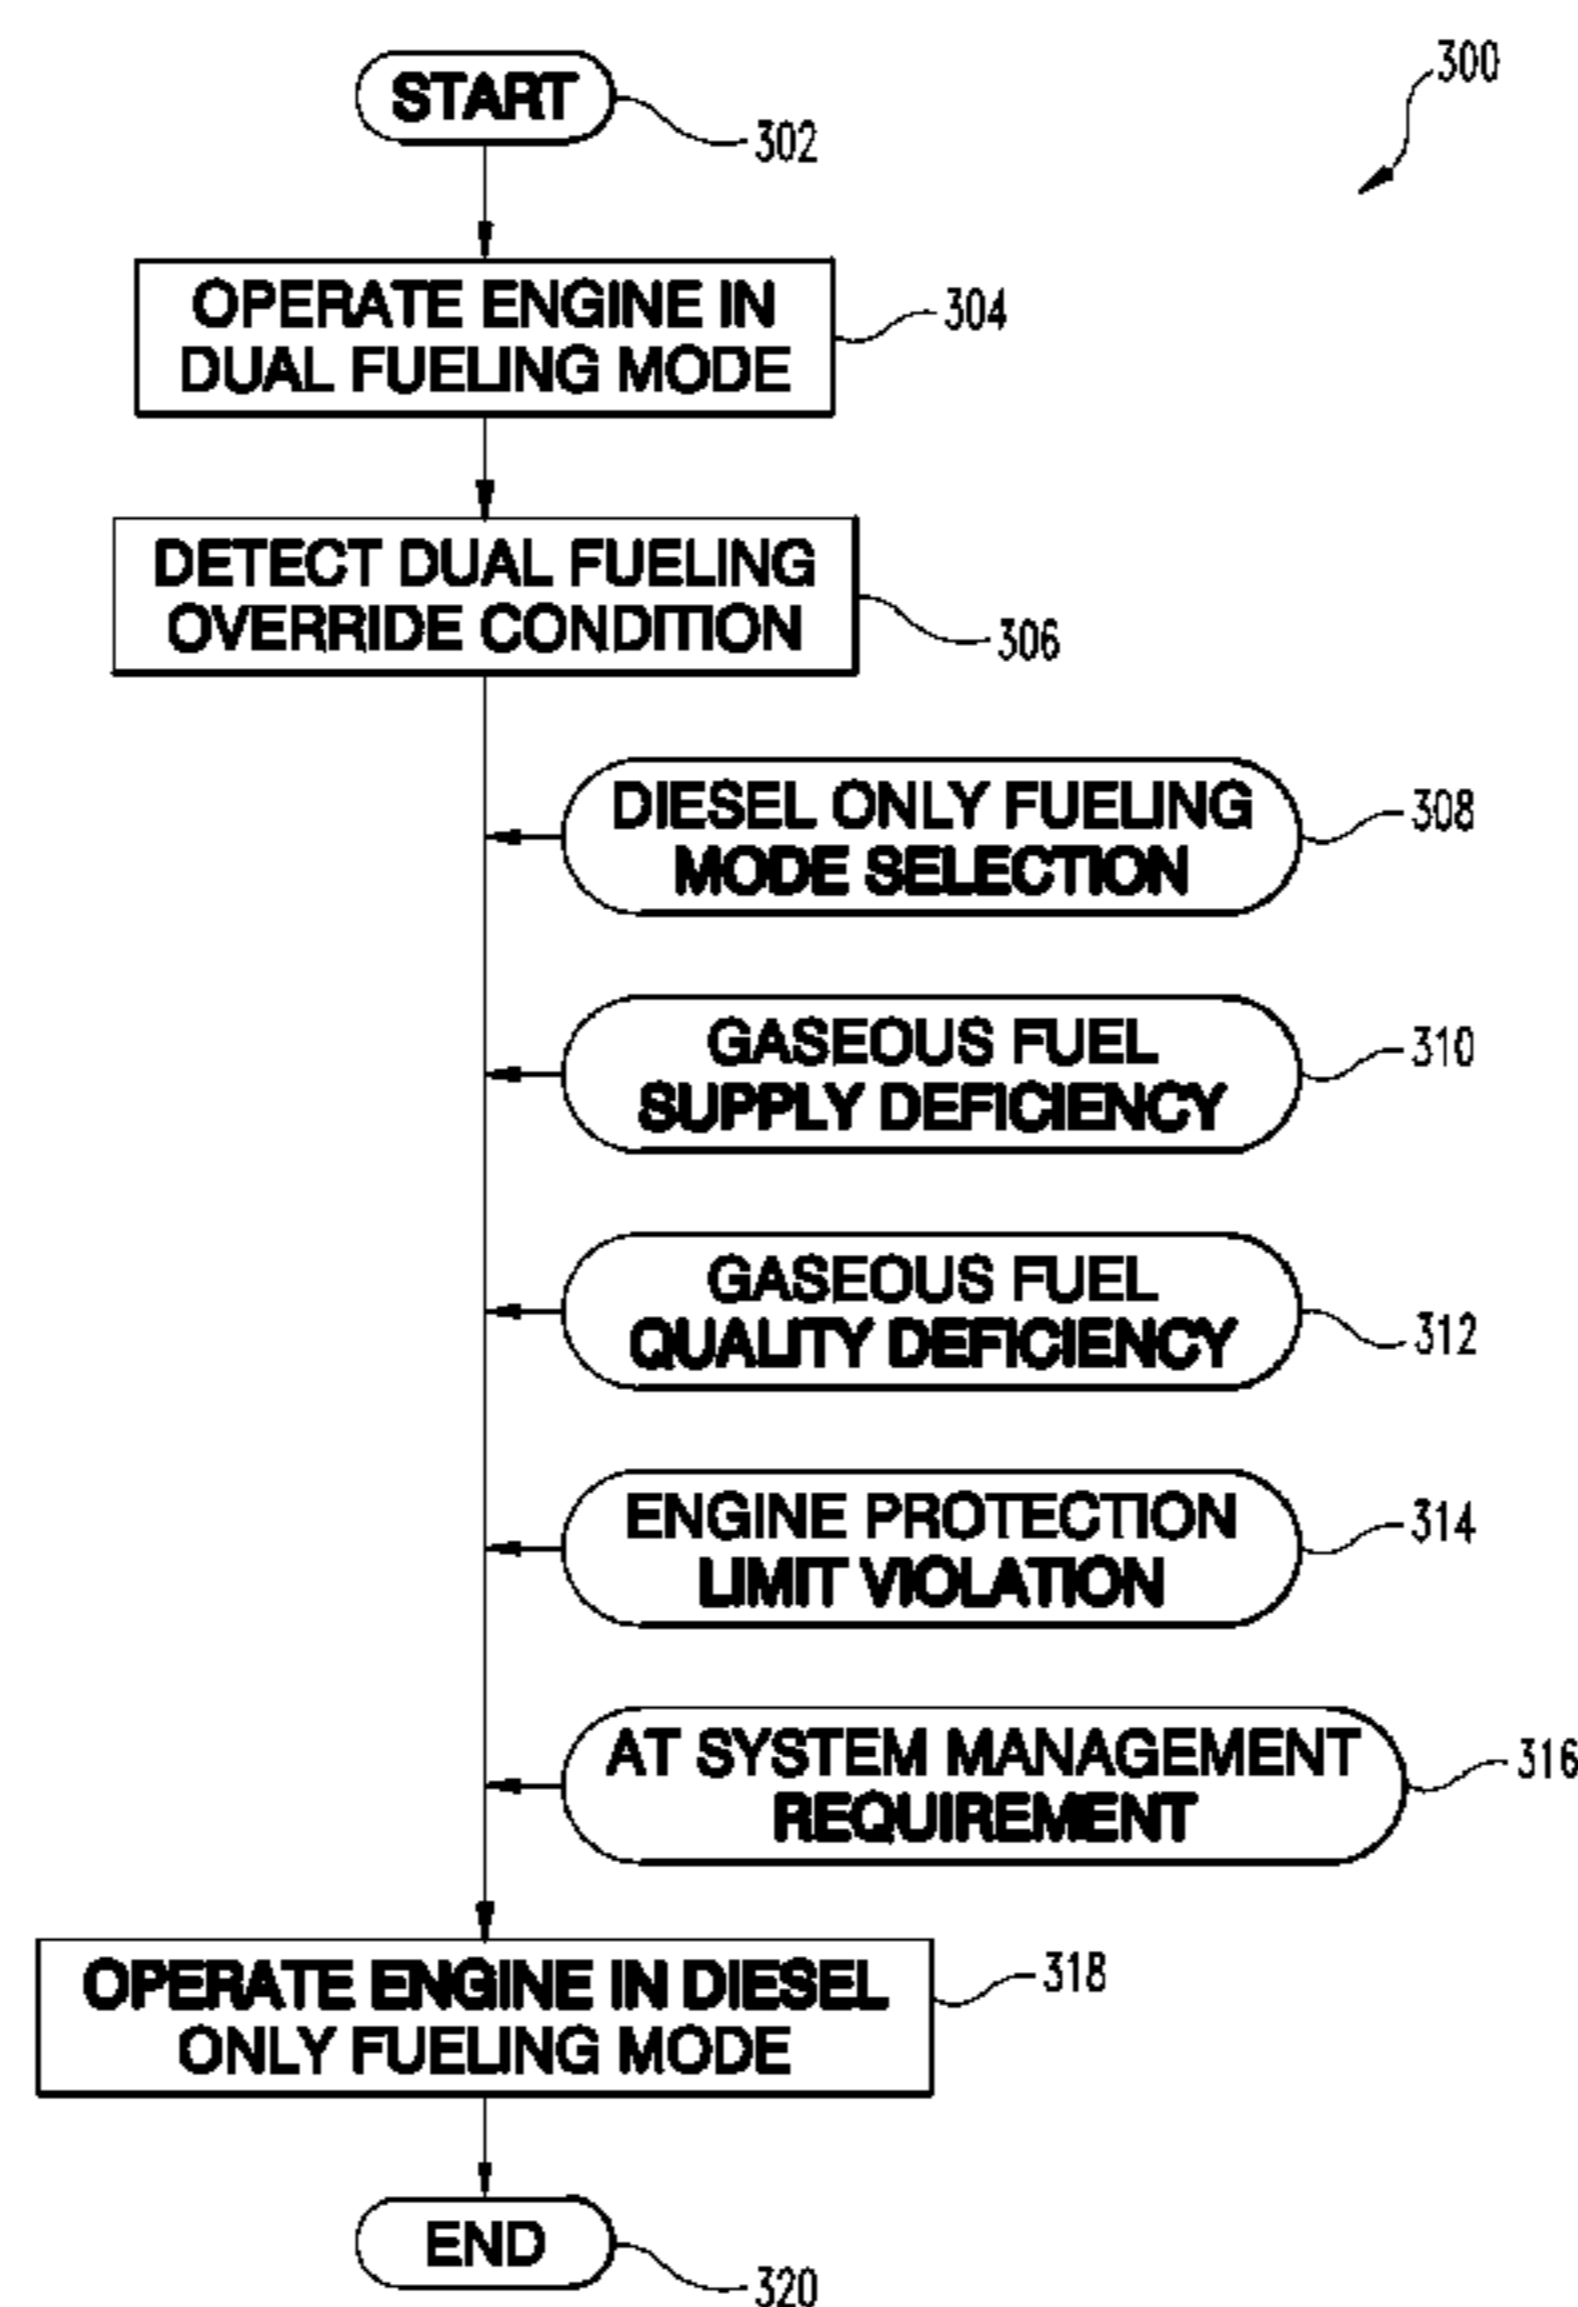 300
START
302
OPERATE ENGINE IN
DUAL FUELING MODE
304
DETECT DUAL FUELING
OVERRIDE CONDITION
306
DIESEL ONLY FUELING
MODE SELECTION
308
GASEOUS FUEL
SUPPLY DEFICIENCY
310
GASEOUS FUEL
QUALITY DEFICIENCY
312
ENGINE PROTECTION
LIMIT VIOLATION
314
AT SYSTEM MANAGEMENT
REQUIREMENT
316
OPERATE ENGINE IN DIESEL
ONLY FUELING MODE
318
END
320